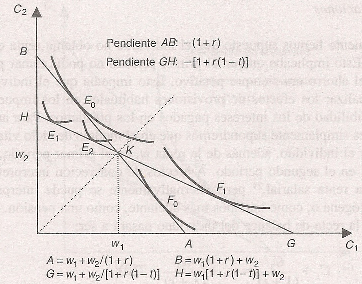 C₂
Pendiente AB: –(1+r)
B
Pendiente GH: –[1+r(1–t)]
E₀
H
E₁
E₂
K
w₂
F₀
F₁
w₁
A
G
C₁
A = w₁ + w₂/(1+r)
B = w₁(1+r) + w₂
G = w₁ + w₂/[1+r(1–t)]
H = w₁[1+r(1–t)] + w₂